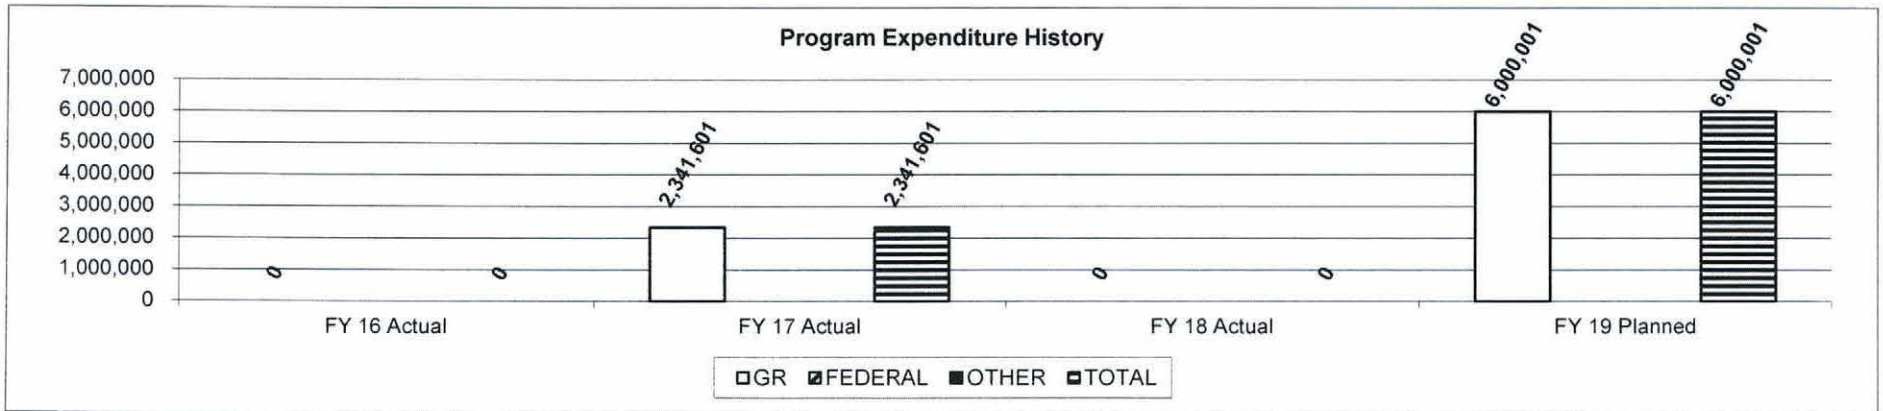 Program Expenditure History
7,000,000
6,000,000
5,000,000
4,000,000
3,000,000
2,000,000
1,000,000
0
0 0 2,341,601 2,341,601 0 0 6,000,001 6,000,001
FY 16 Actual FY 17 Actual FY 18 Actual FY 19 Planned
GR FEDERAL OTHER TOTAL